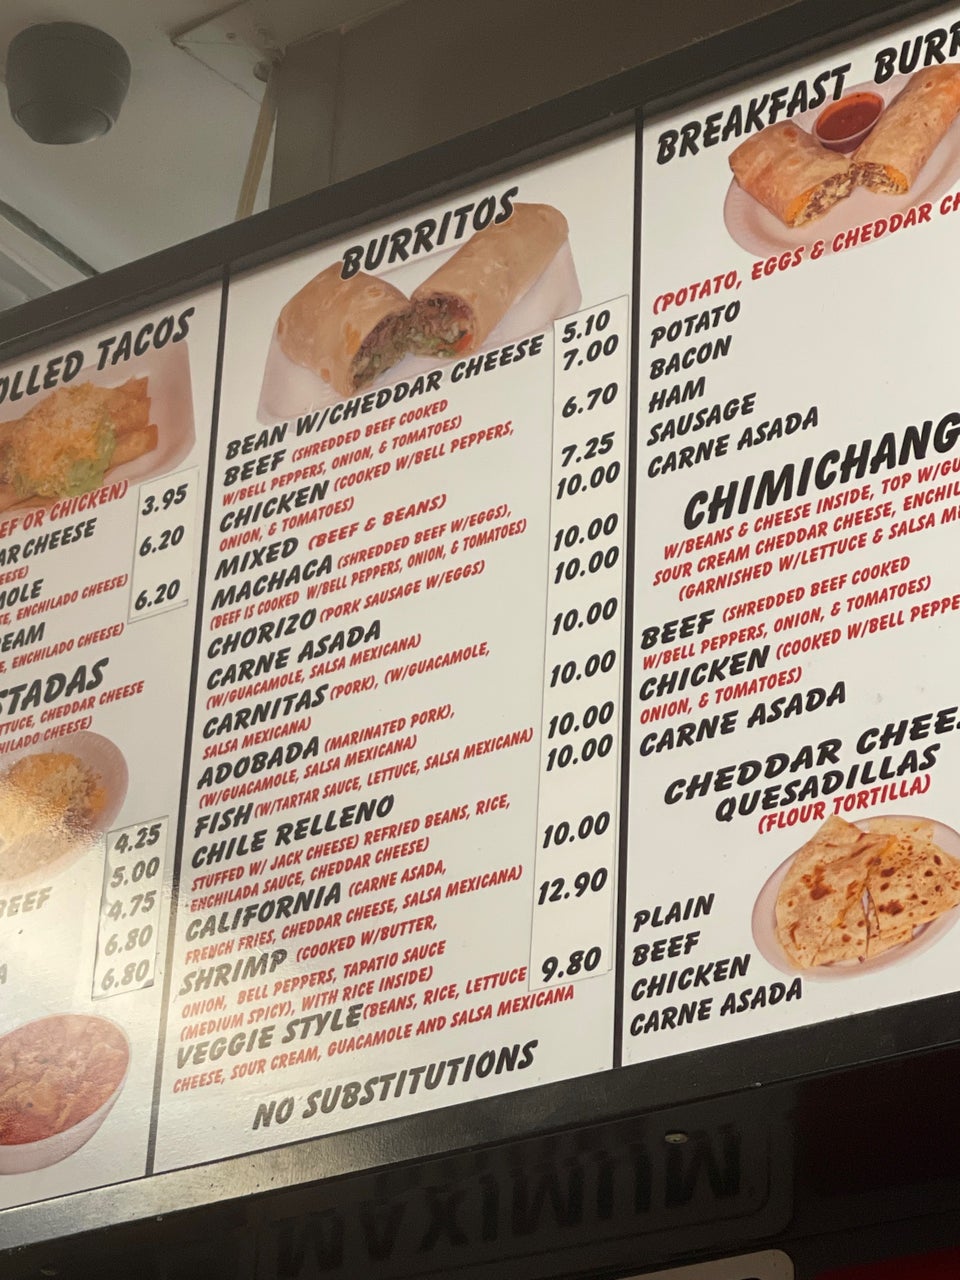 TACOS
EF OR CHICKEN)
CHEESE
3.95
6.20
, ENCHILADO CHEESE)
6.20
, ENCHILADO CHEESE)
CHEDDAR CHEESE
4.25
5.00
BEEF
4.75
6.80
6.80
BURRITOS
BEAN W/CHEDDAR CHEESE 5.10
BEEF (SHREDDED BEEF COOKED 7.00
W/BELL PEPPERS, ONION, & TOMATOES)
CHICKEN (COOKED W/BELL PEPPERS, 6.70
ONION, & TOMATOES)
MIXED (BEEF & BEANS) 7.25
MACHACA (SHREDDED BEEF W/EGGS), 10.00
(BEEF IS COOKED W/BELL PEPPERS, ONION, & TOMATOES)
CHORIZO (PORK SAUSAGE W/EGGS) 10.00
CARNE ASADA 10.00
(W/GUACAMOLE, SALSA MEXICANA)
CARNITAS (PORK), (W/GUACAMOLE, 10.00
SALSA MEXICANA)
ADOBADA (MARINATED PORK), 10.00
(W/GUACAMOLE, SALSA MEXICANA)
FISH (W/TARTAR SAUCE, LETTUCE, SALSA MEXICANA) 10.00
CHILE RELLENO 10.00
STUFFED W/ JACK CHEESE) REFRIED BEANS, RICE,
ENCHILADA SAUCE, CHEDDAR CHEESE)
CALIFORNIA (CARNE ASADA, 10.00
FRENCH FRIES, CHEDDAR CHEESE, SALSA MEXICANA)
SHRIMP (COOKED W/BUTTER, 12.90
ONION, BELL PEPPERS, TAPATIO SAUCE
(MEDIUM SPICY), WITH RICE INSIDE)
VEGGIE STYLE (BEANS, RICE, LETTUCE 9.80
CHEESE, SOUR CREAM, GUACAMOLE AND SALSA MEXICANA
NO SUBSTITUTIONS
BREAKFAST BURR
(POTATO, EGGS & CHEDDAR CH
POTATO
BACON
HAM
SAUSAGE
CARNE ASADA
CHIMICHANG
W/BEANS & CHEESE INSIDE, TOP W/GU
SOUR CREAM CHEDDAR CHEESE, ENCHIL
(GARNISHED W/LETTUCE & SALSA M
BEEF (SHREDDED BEEF COOKED
W/BELL PEPPERS, ONION, & TOMATOES)
CHICKEN (COOKED W/BELL PEPPE
ONION, & TOMATOES)
CARNE ASADA
CHEDDAR CHEES
QUESADILLAS
(FLOUR TORTILLA)
PLAIN
BEEF
CHICKEN
CARNE ASADA
MAXIMUM